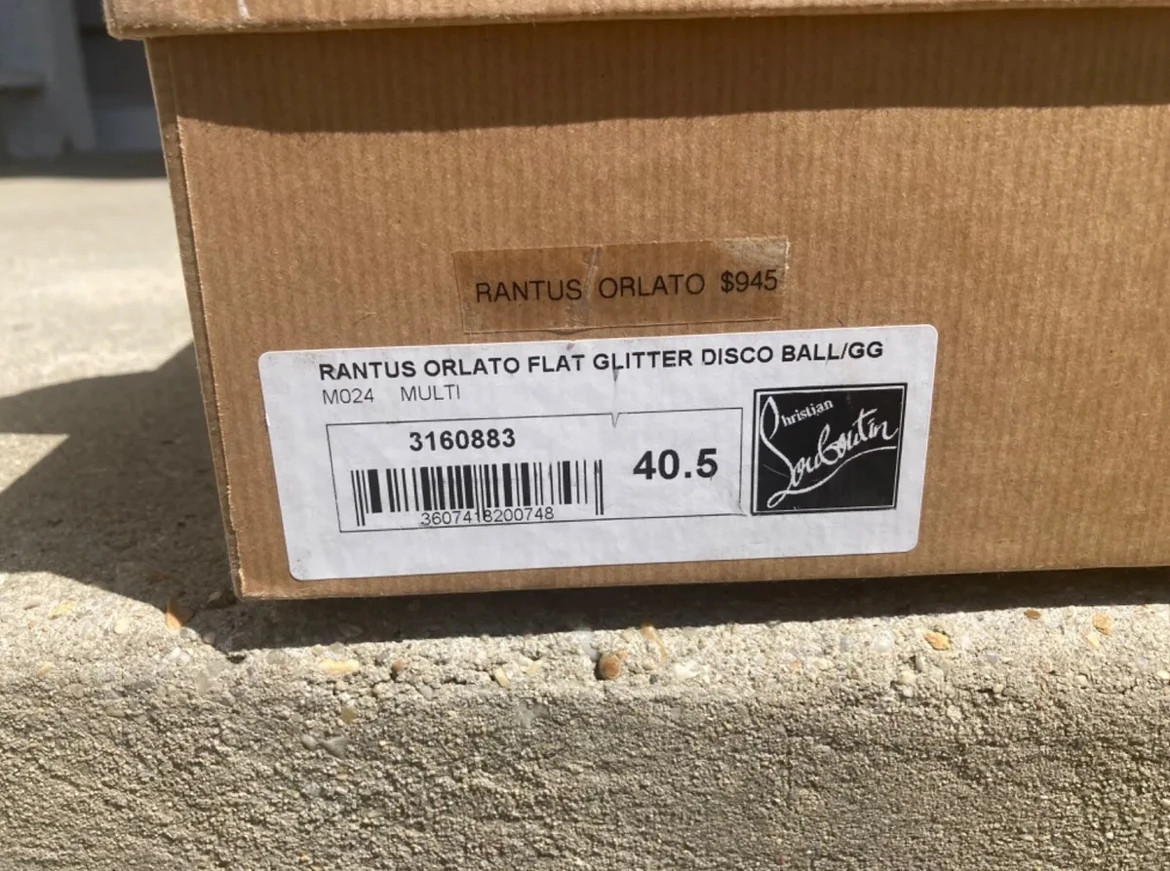 RANTUS ORLATO $945
RANTUS ORLATO FLAT GLITTER DISCO BALL/GG
M024 MULTI
3160883
40.5
3607418200748
Christian
Louboutin